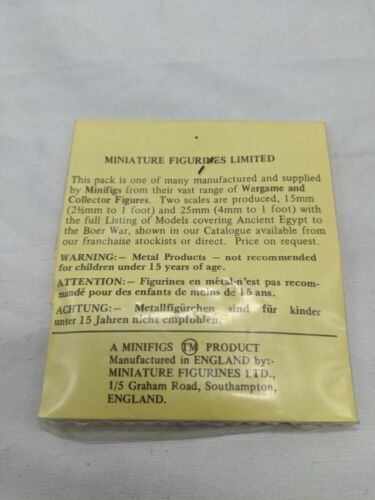 MINIATURE FIGURINES LIMITED
This pack is one of many manufactured and supplied
by Minifigs from their vast range of Wargame and
Collector Figures. Two scales are produced, 15mm
(2½mm to 1 foot) and 25mm (4mm to 1 foot) with
the full Listing of Models covering Ancient Egypt to
the Boer War, shown in our Catalogue available from
our franchaise stockists or direct. Price on request.
WARNING:— Metal Products — not recommended
for children under 15 years of age.
ATTENTION:— Figurines en métal-n'est pas recom-
mandé pour des enfants de moins de 15 ans.
ACHTUNG:— Metallfigürchen sind für kinder
unter 15 Jahren nicht empfohlen.
A MINIFIGS TM PRODUCT
Manufactured in ENGLAND by:-
MINIATURE FIGURINES LTD.,
1/5 Graham Road, Southampton,
ENGLAND.